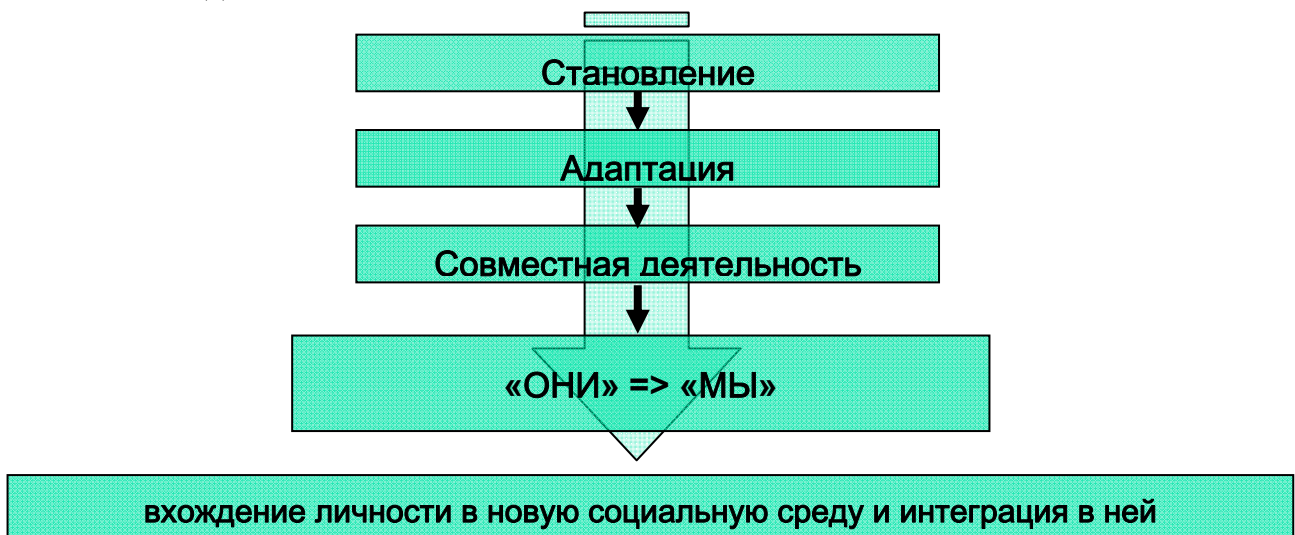 Становление
Адаптация
Совместная деятельность
«ОНИ» => «МЫ»
вхождение личности в новую социальную среду и интеграция в ней